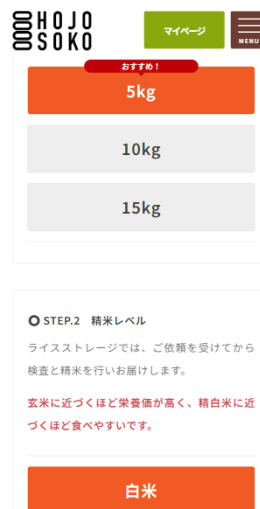 HOJO
SOKO
マイページ
MENU
おすすめ！
5kg
10kg
15kg
STEP.2 精米レベル
ライスストレージでは、ご依頼を受けてから
検査と精米を行いお届けします。
玄米に近づくほど栄養価が高く、精白米に近
づくほど食べやすいです。
白米